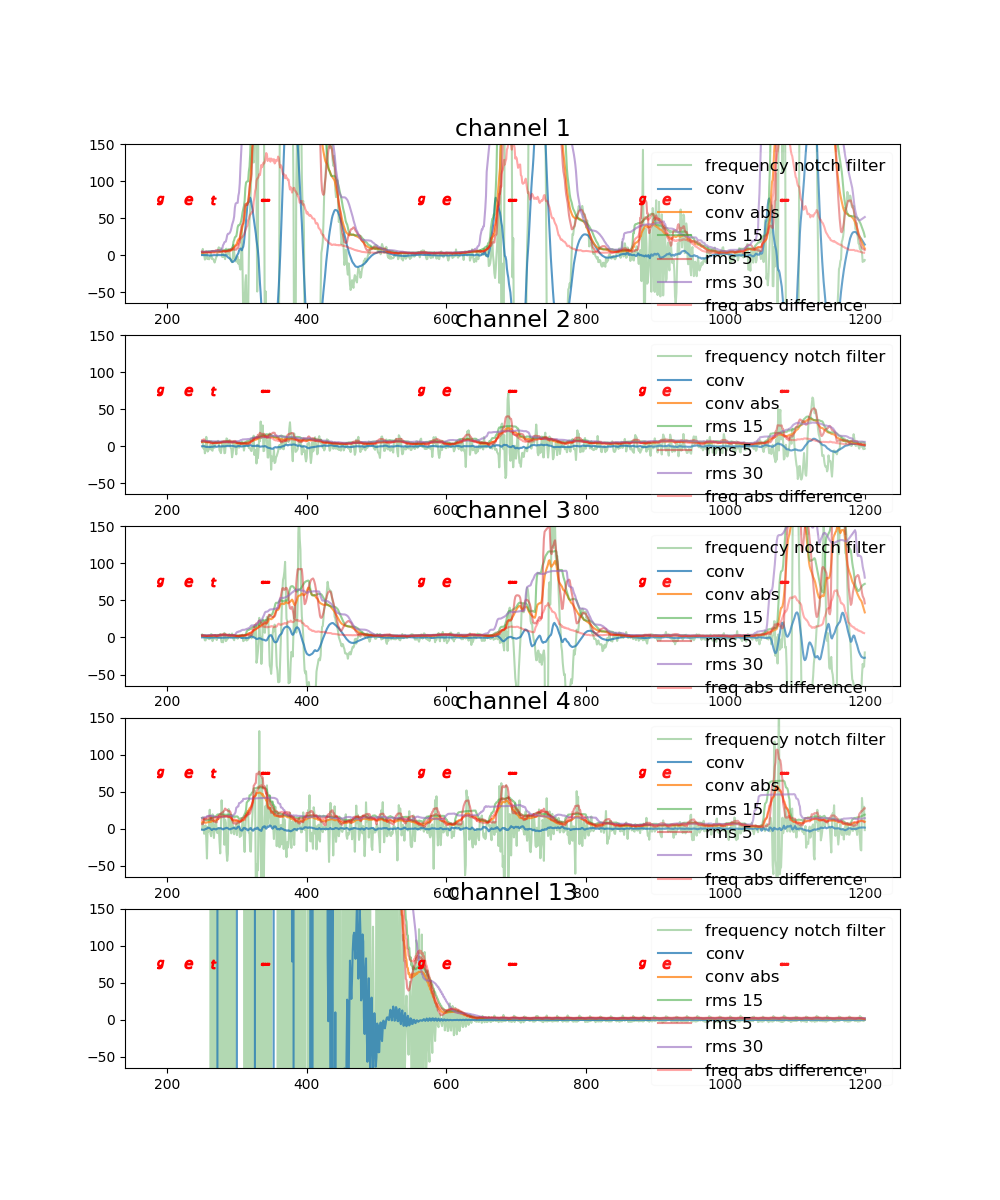 channel 1
150
100
50
0
−50
g e t – g e – g e –
frequency notch filter
conv
conv abs
rms 15
rms 5
rms 30
freq abs difference
200 400 600 800 1000 1200
channel 2
150
100
50
0
−50
g e t – g e – g e –
frequency notch filter
conv
conv abs
rms 15
rms 5
rms 30
freq abs difference
200 400 600 800 1000 1200
channel 3
150
100
50
0
−50
g e t – g e – g e –
frequency notch filter
conv
conv abs
rms 15
rms 5
rms 30
freq abs difference
200 400 600 800 1000 1200
channel 4
150
100
50
0
−50
g e t – g e – g e –
frequency notch filter
conv
conv abs
rms 15
rms 5
rms 30
freq abs difference
200 400 600 800 1000 1200
channel 13
150
100
50
0
−50
g e t – g e – g e –
frequency notch filter
conv
conv abs
rms 15
rms 5
rms 30
freq abs difference
200 400 600 800 1000 1200